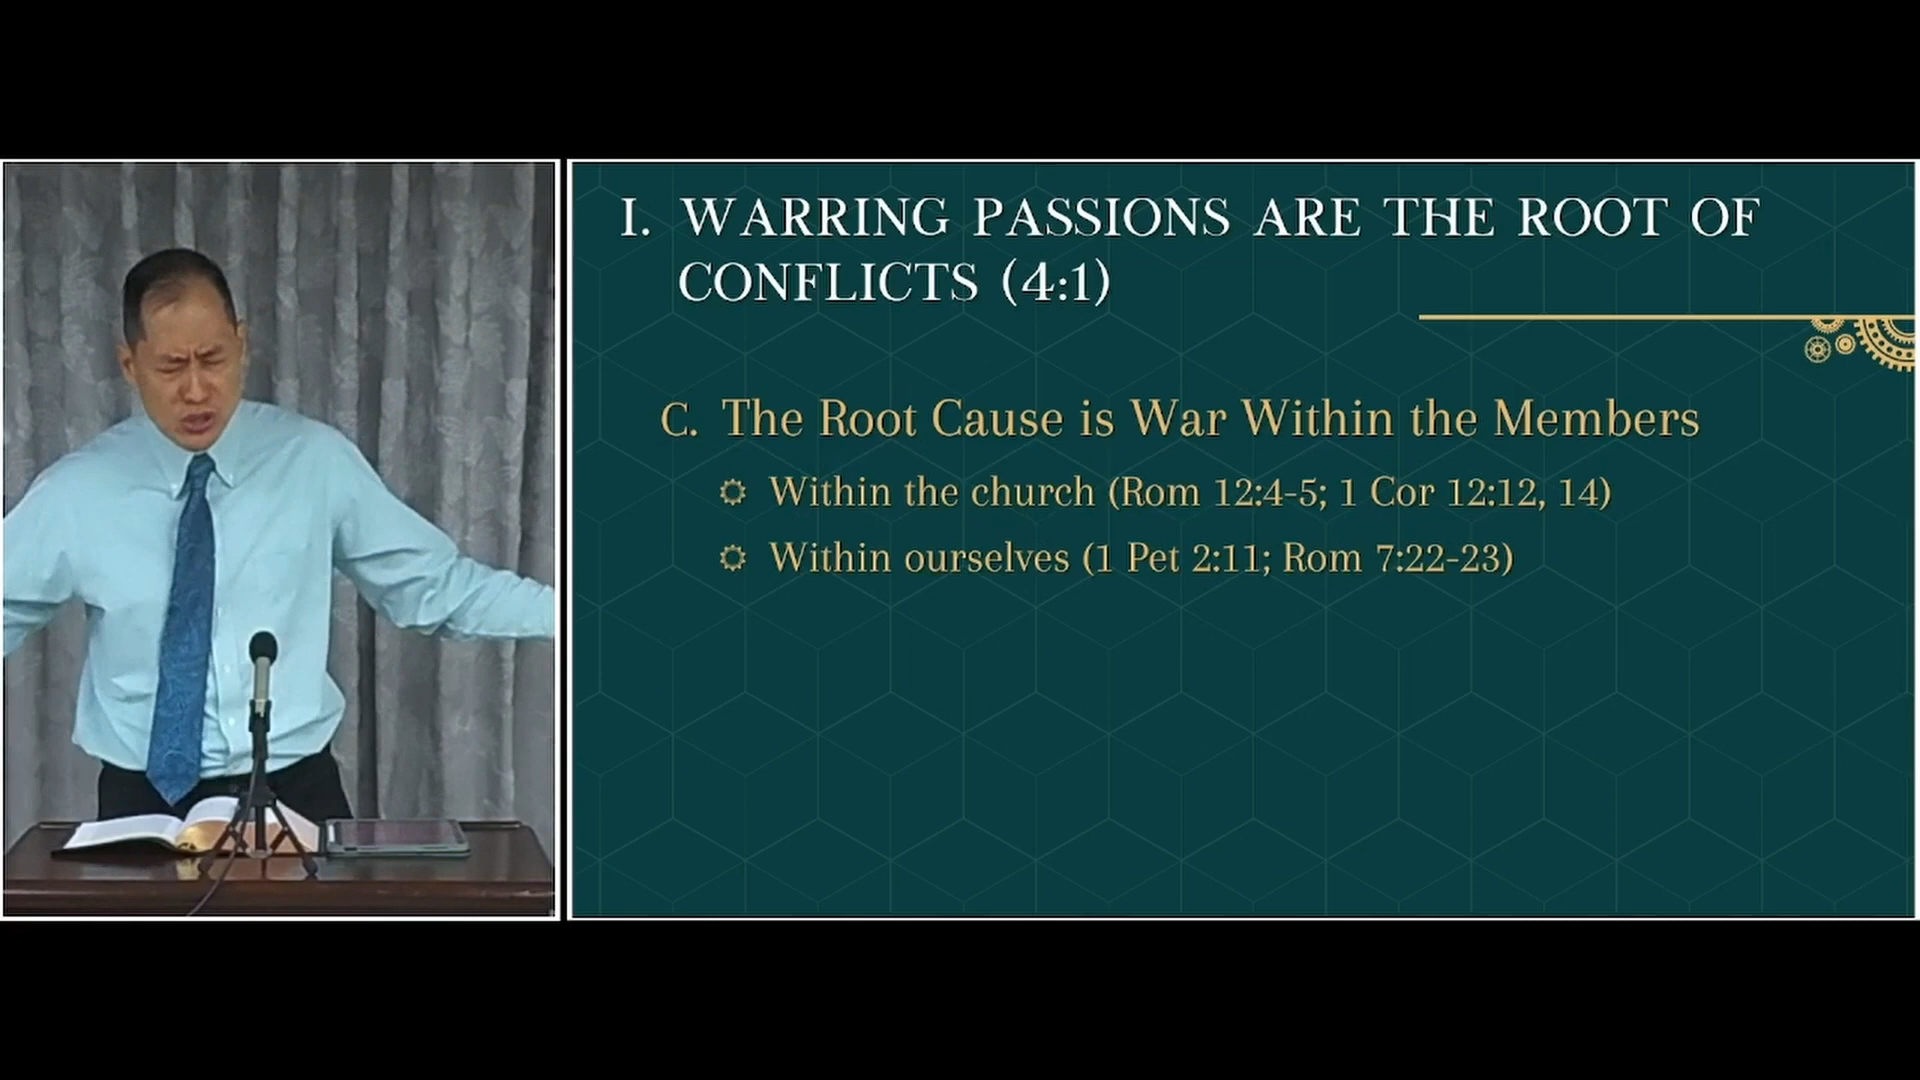 I. WARRING PASSIONS ARE THE ROOT OF
CONFLICTS (4:1)
C. The Root Cause is War Within the Members
Within the church (Rom 12:4-5; 1 Cor 12:12, 14)
Within ourselves (1 Pet 2:11; Rom 7:22-23)